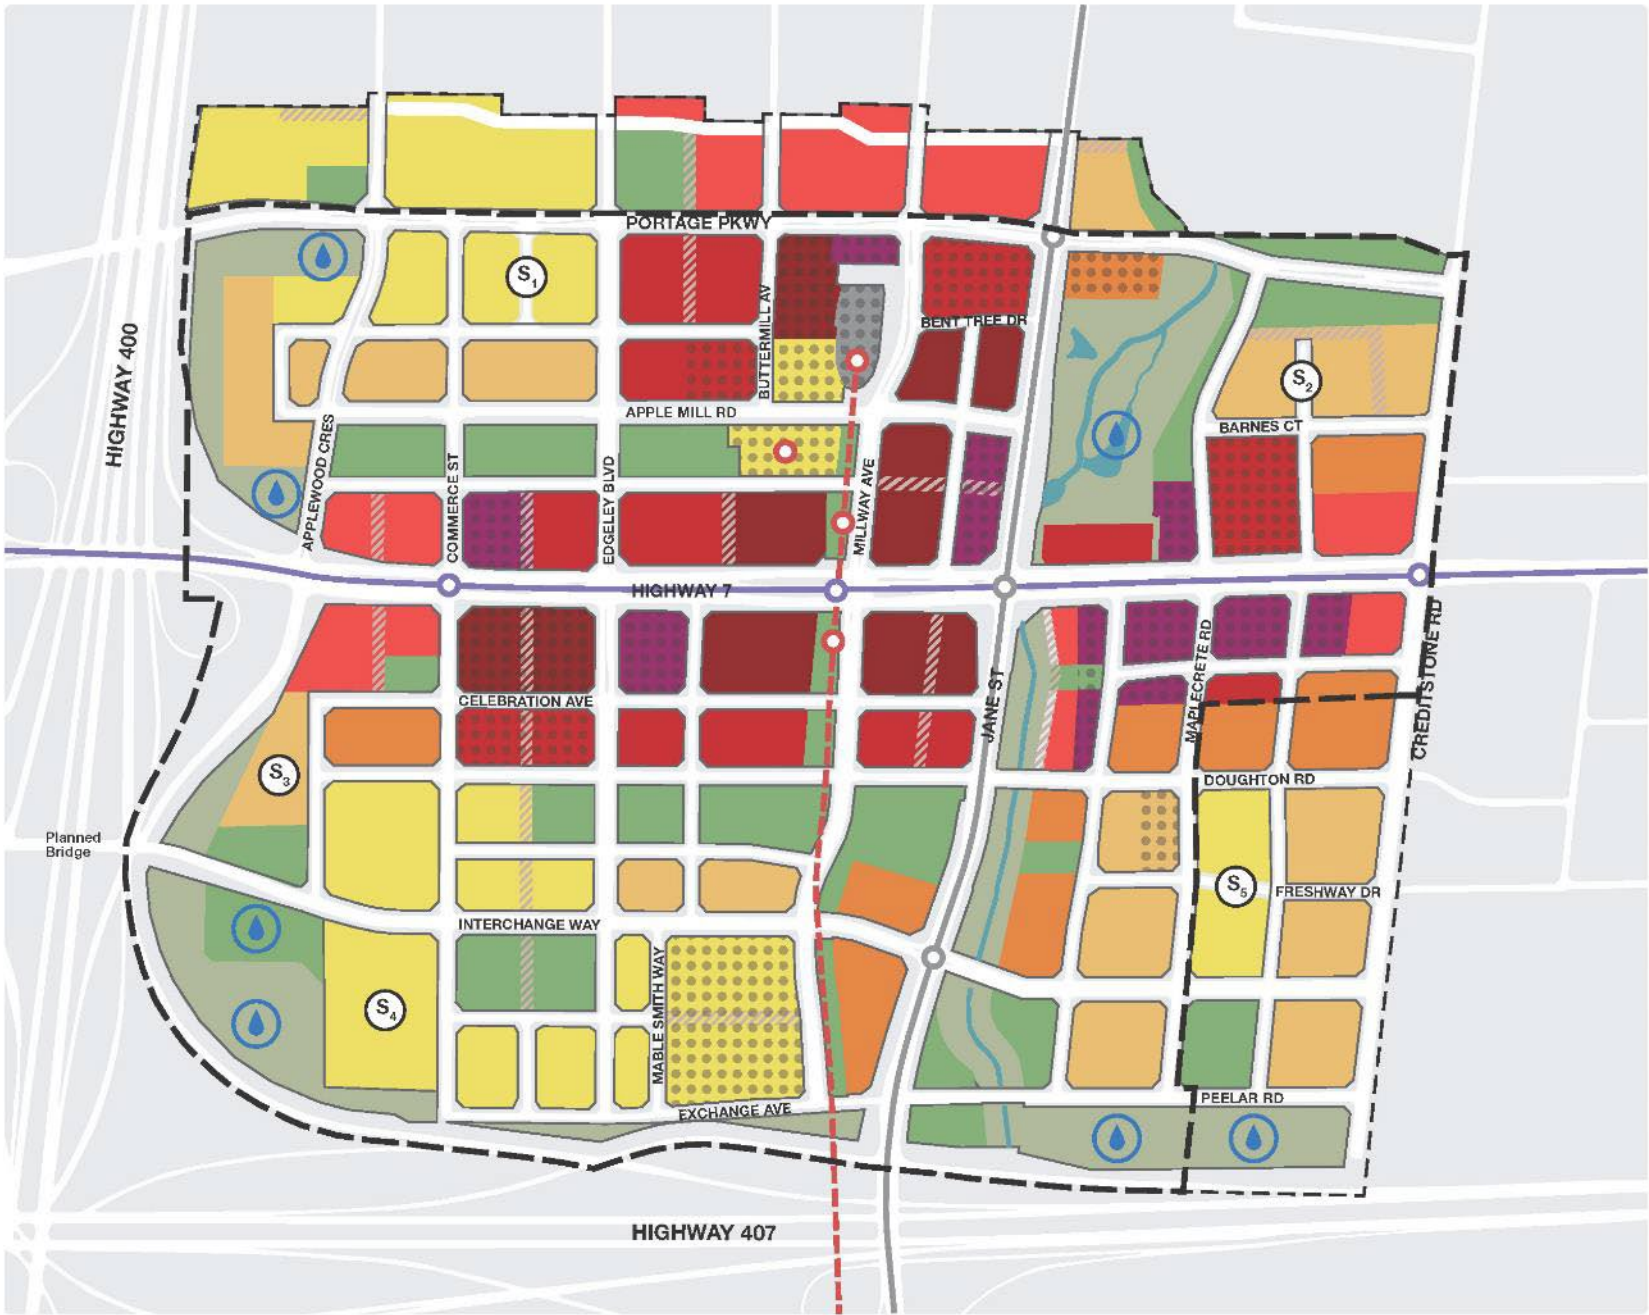 PORTAGE PKWY
S1
BUTTERMILL AV
BENT TREE DR
HIGHWAY 400
S2
APPLE MILL RD
BARNES CT
APPLEWOOD CRES
COMMERCE ST
EDGELEY BLVD
MILLWAY AVE
HIGHWAY 7
CREDITSTONE RD
MAPLECRETE RD
JANE ST
CELEBRATION AVE
S3
DOUGHTON RD
Planned
Bridge
S5
FRESHWAY DR
INTERCHANGE WAY
MABLE SMITH WAY
S4
PEELAR RD
EXCHANGE AVE
HIGHWAY 407